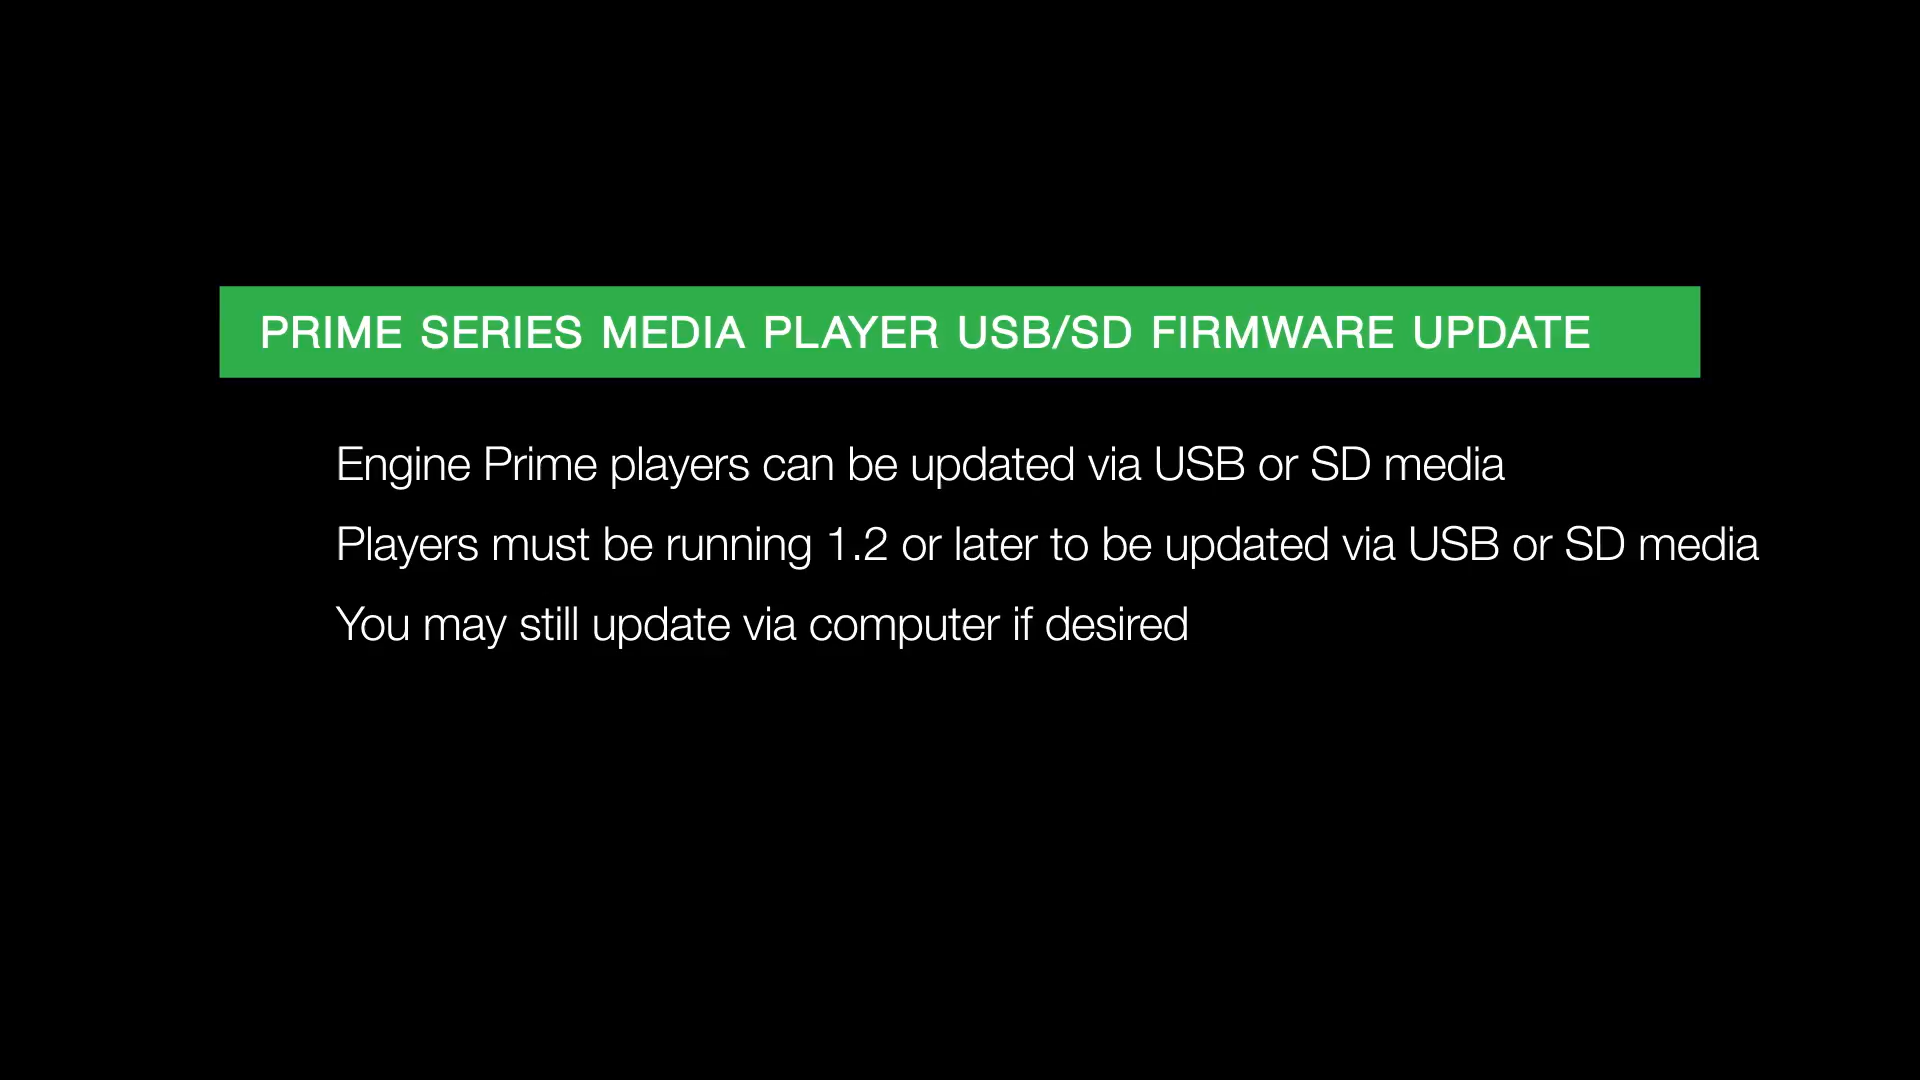 PRIME SERIES MEDIA PLAYER USB/SD FIRMWARE UPDATE
Engine Prime players can be updated via USB or SD media
Players must be running 1.2 or later to be updated via USB or SD media
You may still update via computer if desired